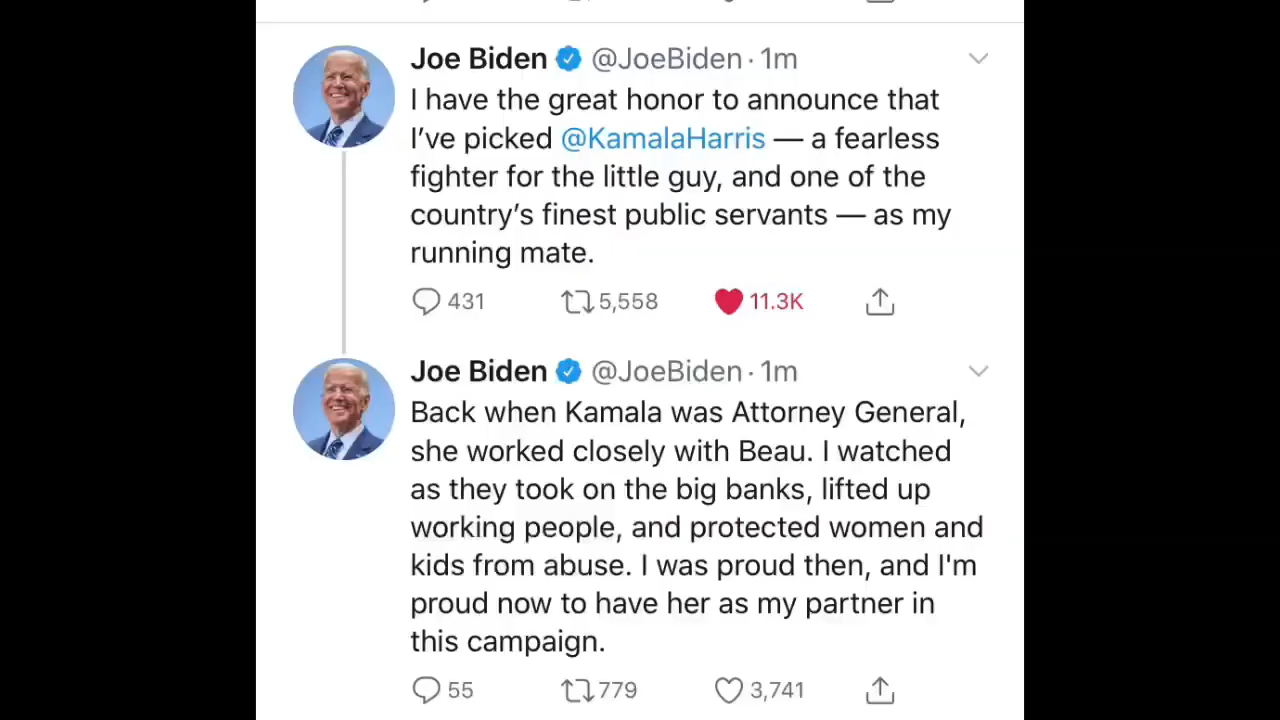 Joe Biden @JoeBiden · 1m
I have the great honor to announce that
I’ve picked @KamalaHarris — a fearless
fighter for the little guy, and one of the
country’s finest public servants — as my
running mate.
431 5,558 11.3K
Joe Biden @JoeBiden · 1m
Back when Kamala was Attorney General,
she worked closely with Beau. I watched
as they took on the big banks, lifted up
working people, and protected women and
kids from abuse. I was proud then, and I'm
proud now to have her as my partner in
this campaign.
55 779 3,741